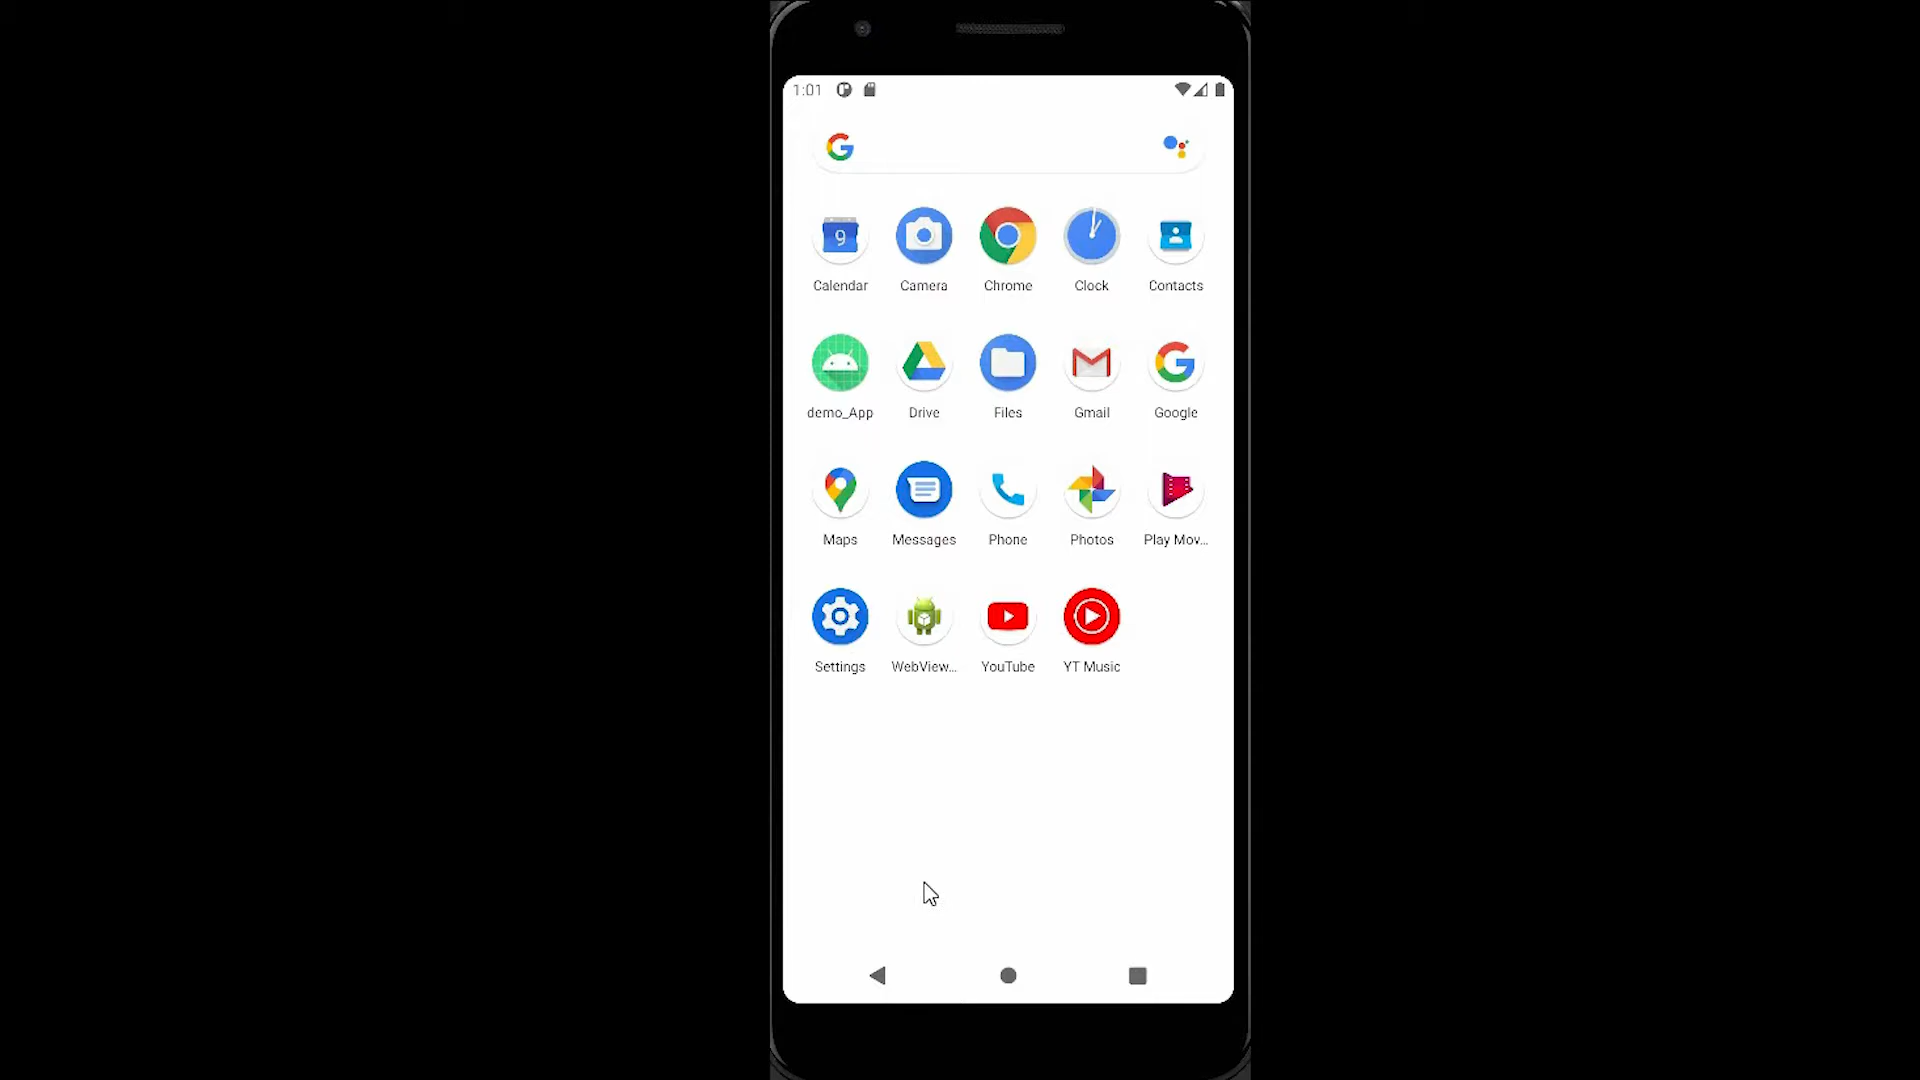 1:01
9
Calendar Camera Chrome Clock Contacts
demo_App Drive Files Gmail Google
Maps Messages Phone Photos Play Mov...
Settings WebView... YouTube YT Music